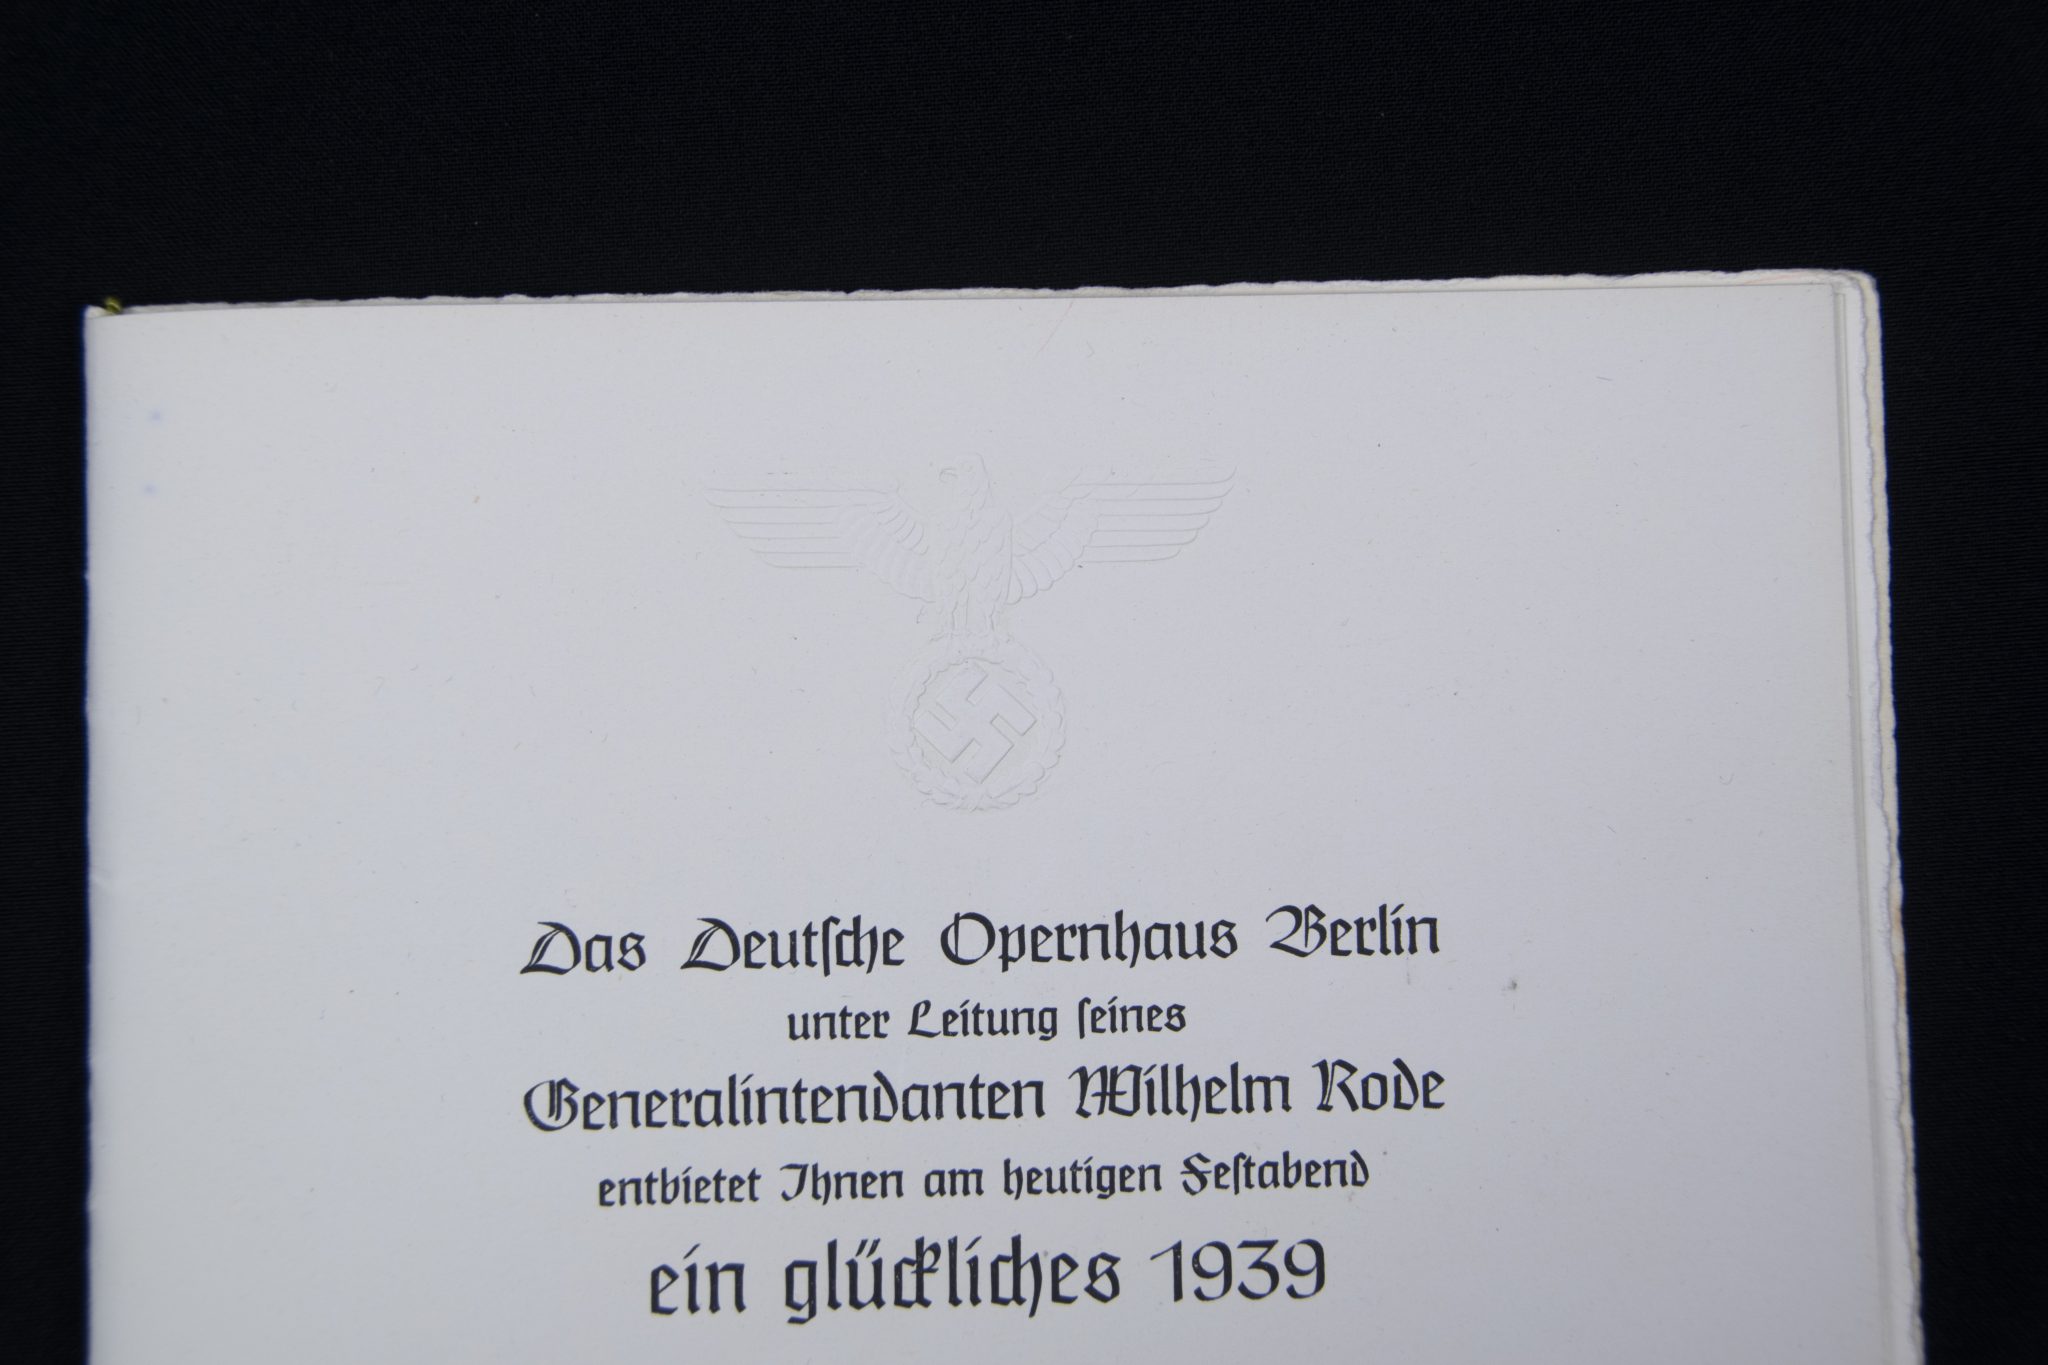 Das Deutſche Opernhaus Berlin
unter Leitung ſeines
Generalintendanten Wilhelm Rode
entbietet Ihnen am heutigen Feſtabend
ein glückliches 1939